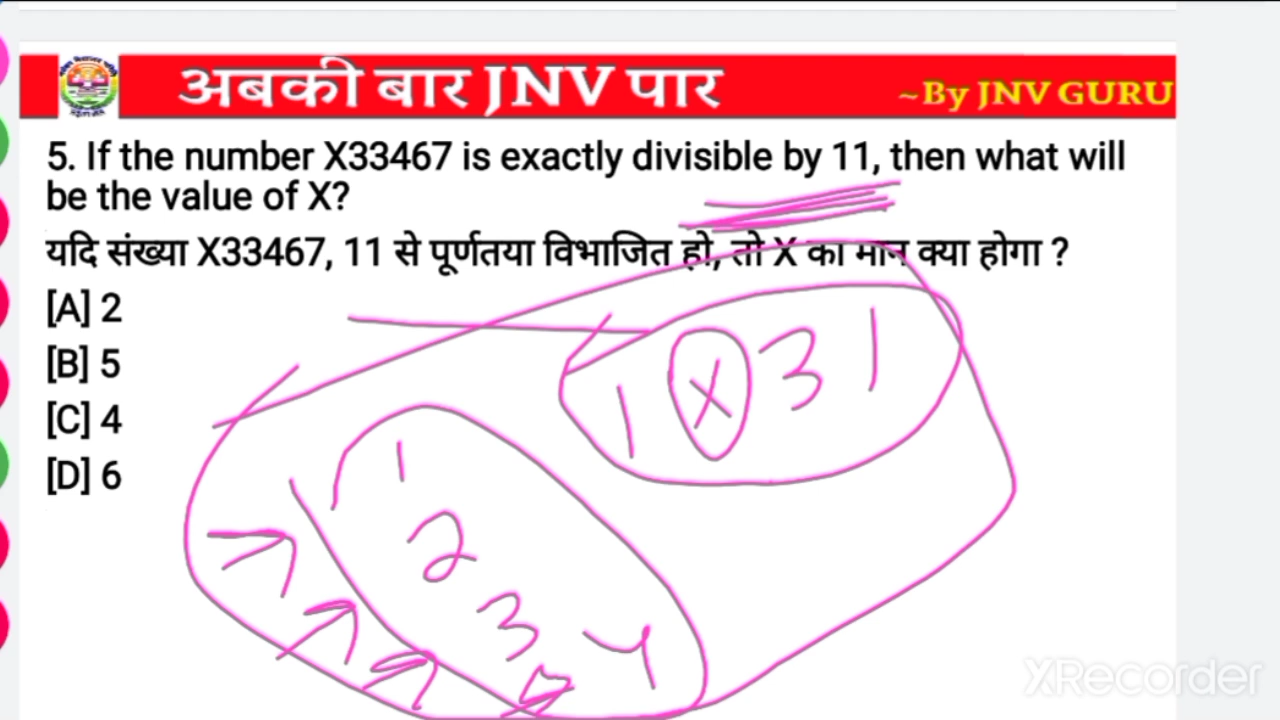 अबकी बार JNV पार
~By JNV GURU
5. If the number X33467 is exactly divisible by 11, then what will
be the value of X?
यदि संख्या X33467, 11 से पूर्णतया विभाजित हो, तो X का मान क्या होगा ?
[A] 2
[B] 5
[C] 4
[D] 6
1 X 3 1
1
2
3
4
5
XRecorder